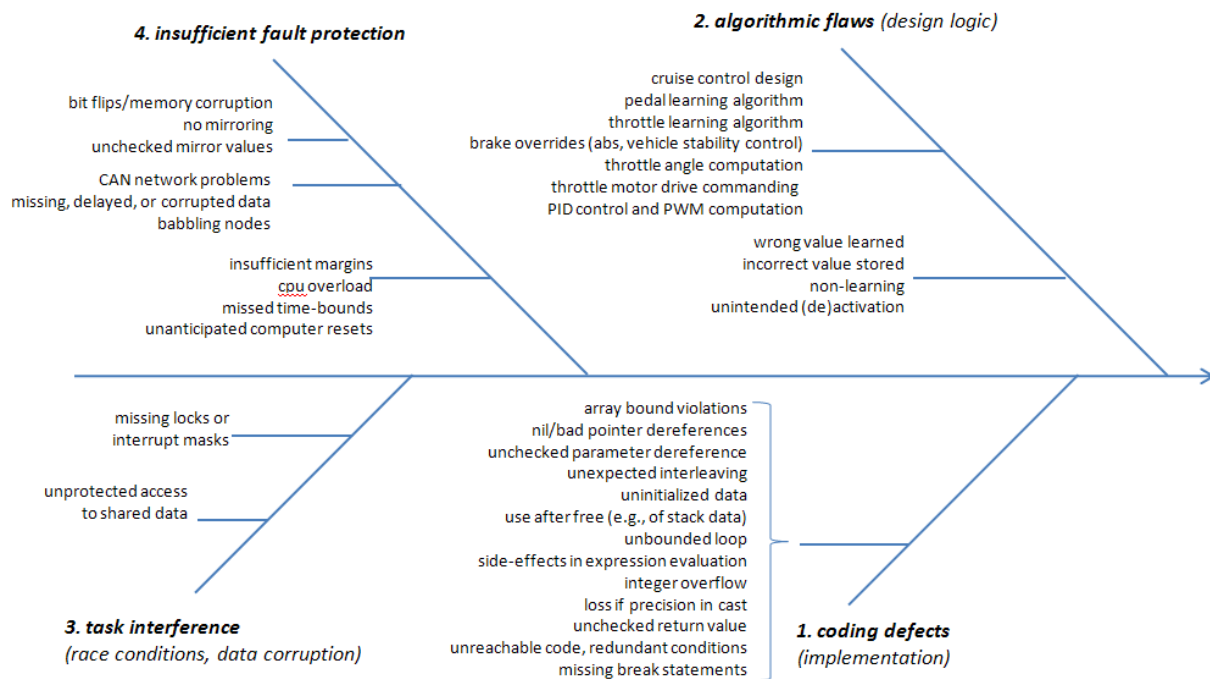 4. insufficient fault protection
bit flips/memory corruption
no mirroring
unchecked mirror values
CAN network problems
missing, delayed, or corrupted data
babbling nodes
insufficient margins
cpu overload
missed time-bounds
unanticipated computer resets
2. algorithmic flaws (design logic)
cruise control design
pedal learning algorithm
throttle learning algorithm
brake overrides (abs, vehicle stability control)
throttle angle computation
throttle motor drive commanding
PID control and PWM computation
wrong value learned
incorrect value stored
non-learning
unintended (de)activation
missing locks or
interrupt masks
unprotected access
to shared data
3. task interference
(race conditions, data corruption)
array bound violations
nil/bad pointer dereferences
unchecked parameter dereference
unexpected interleaving
uninitialized data
use after free (e.g., of stack data)
unbounded loop
side-effects in expression evaluation
integer overflow
loss if precision in cast
unchecked return value
unreachable code, redundant conditions
missing break statements
1. coding defects
(implementation)